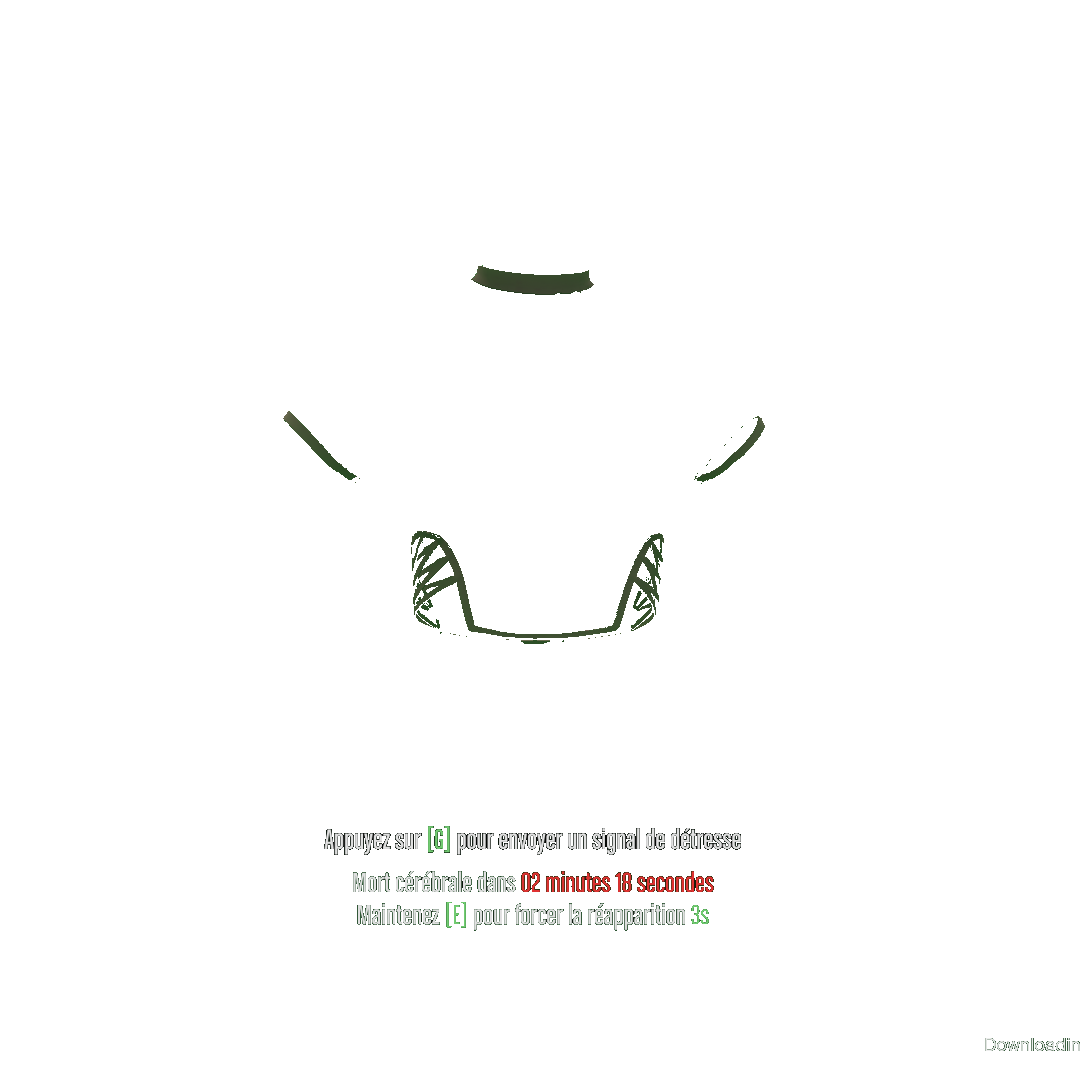 Appuyez sur [G] pour envoyer un signal de détresse
Mort cérébrale dans 02 minutes 18 secondes
Maintenez [E] pour forcer la réapparition 3s
Downloadin